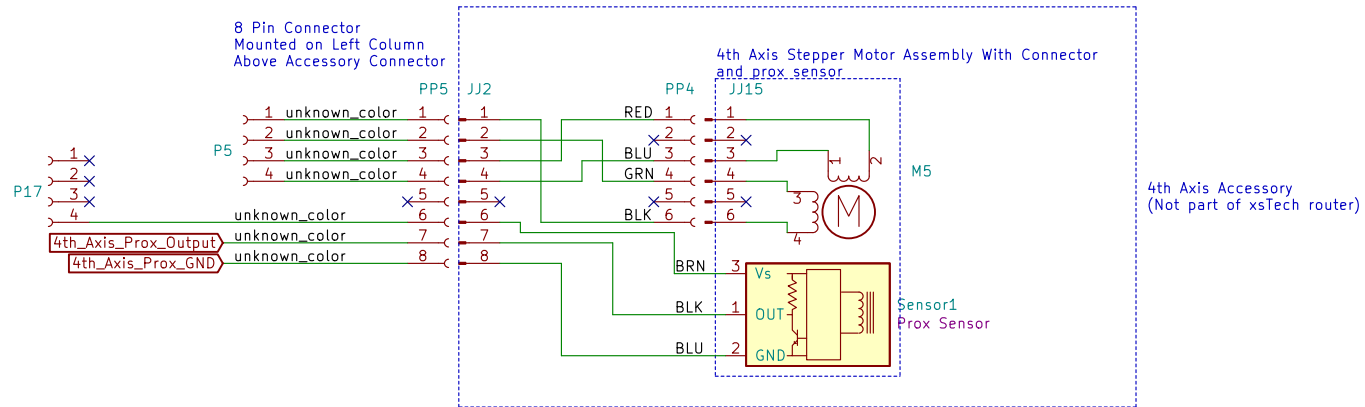 8 Pin Connector
Mounted on Left Column
Above Accessory Connector
4th Axis Stepper Motor Assembly With Connector
and prox sensor
PP5 JJ2 PP4 JJ15
1 unknown_color 1 1 RED 1 1
2 unknown_color 2 2 2 2
P5 3 unknown_color 3 3 BLU 3 3
4 unknown_color 4 4 GRN 4 4
5 5 5 5
unknown_color 6 6 BLK 6 6
4th_Axis_Prox_Output unknown_color 7 7
4th_Axis_Prox_GND unknown_color 8 8
P17
1
2
3
4
1 2
3
4
M
M5
4th Axis Accessory
(Not part of xsTech router)
BRN 3 Vs
BLK 1 OUT
BLU 2 GND
Sensor1
Prox Sensor